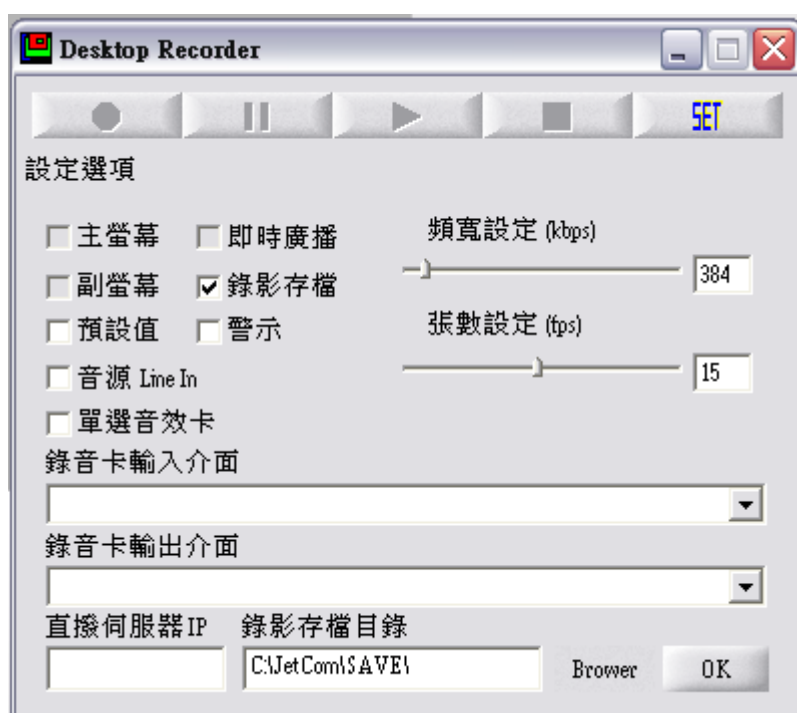 Desktop Recorder
SET
設定選項
主螢幕 即時廣播 頻寬設定 (kbps)
副螢幕 錄影存檔 384
預設值 警示 張數設定 (fps)
音源 Line In 15
單選音效卡
錄音卡輸入介面
錄音卡輸出介面
直撥伺服器 IP 錄影存檔目錄
C:\JetCom\SAVE\ Brower OK